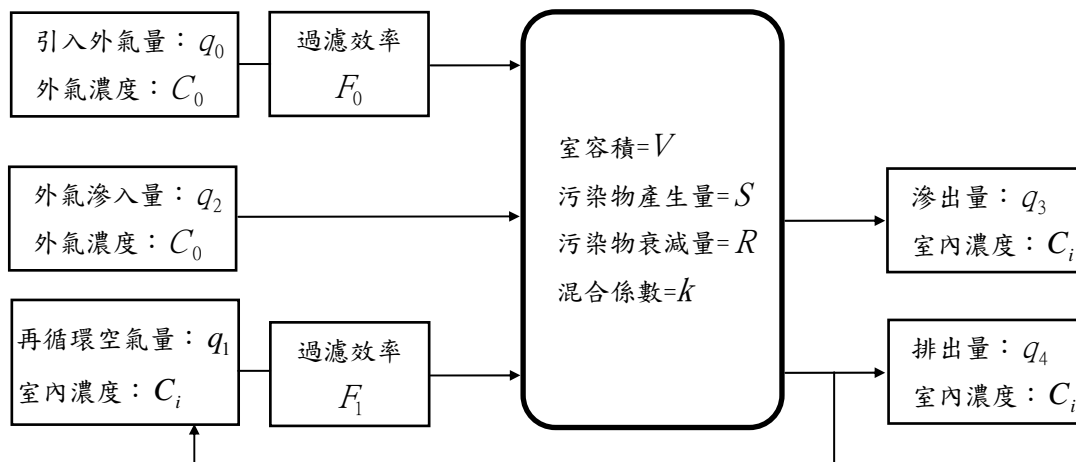 引入外氣量：q₀
外氣濃度：C₀
過濾效率
F₀
外氣滲入量：q₂
外氣濃度：C₀
再循環空氣量：q₁
室內濃度：Cᵢ
過濾效率
F₁
室容積=V
污染物產生量=S
污染物衰減量=R
混合係數=k
滲出量：q₃
室內濃度：Cᵢ
排出量：q₄
室內濃度：Cᵢ